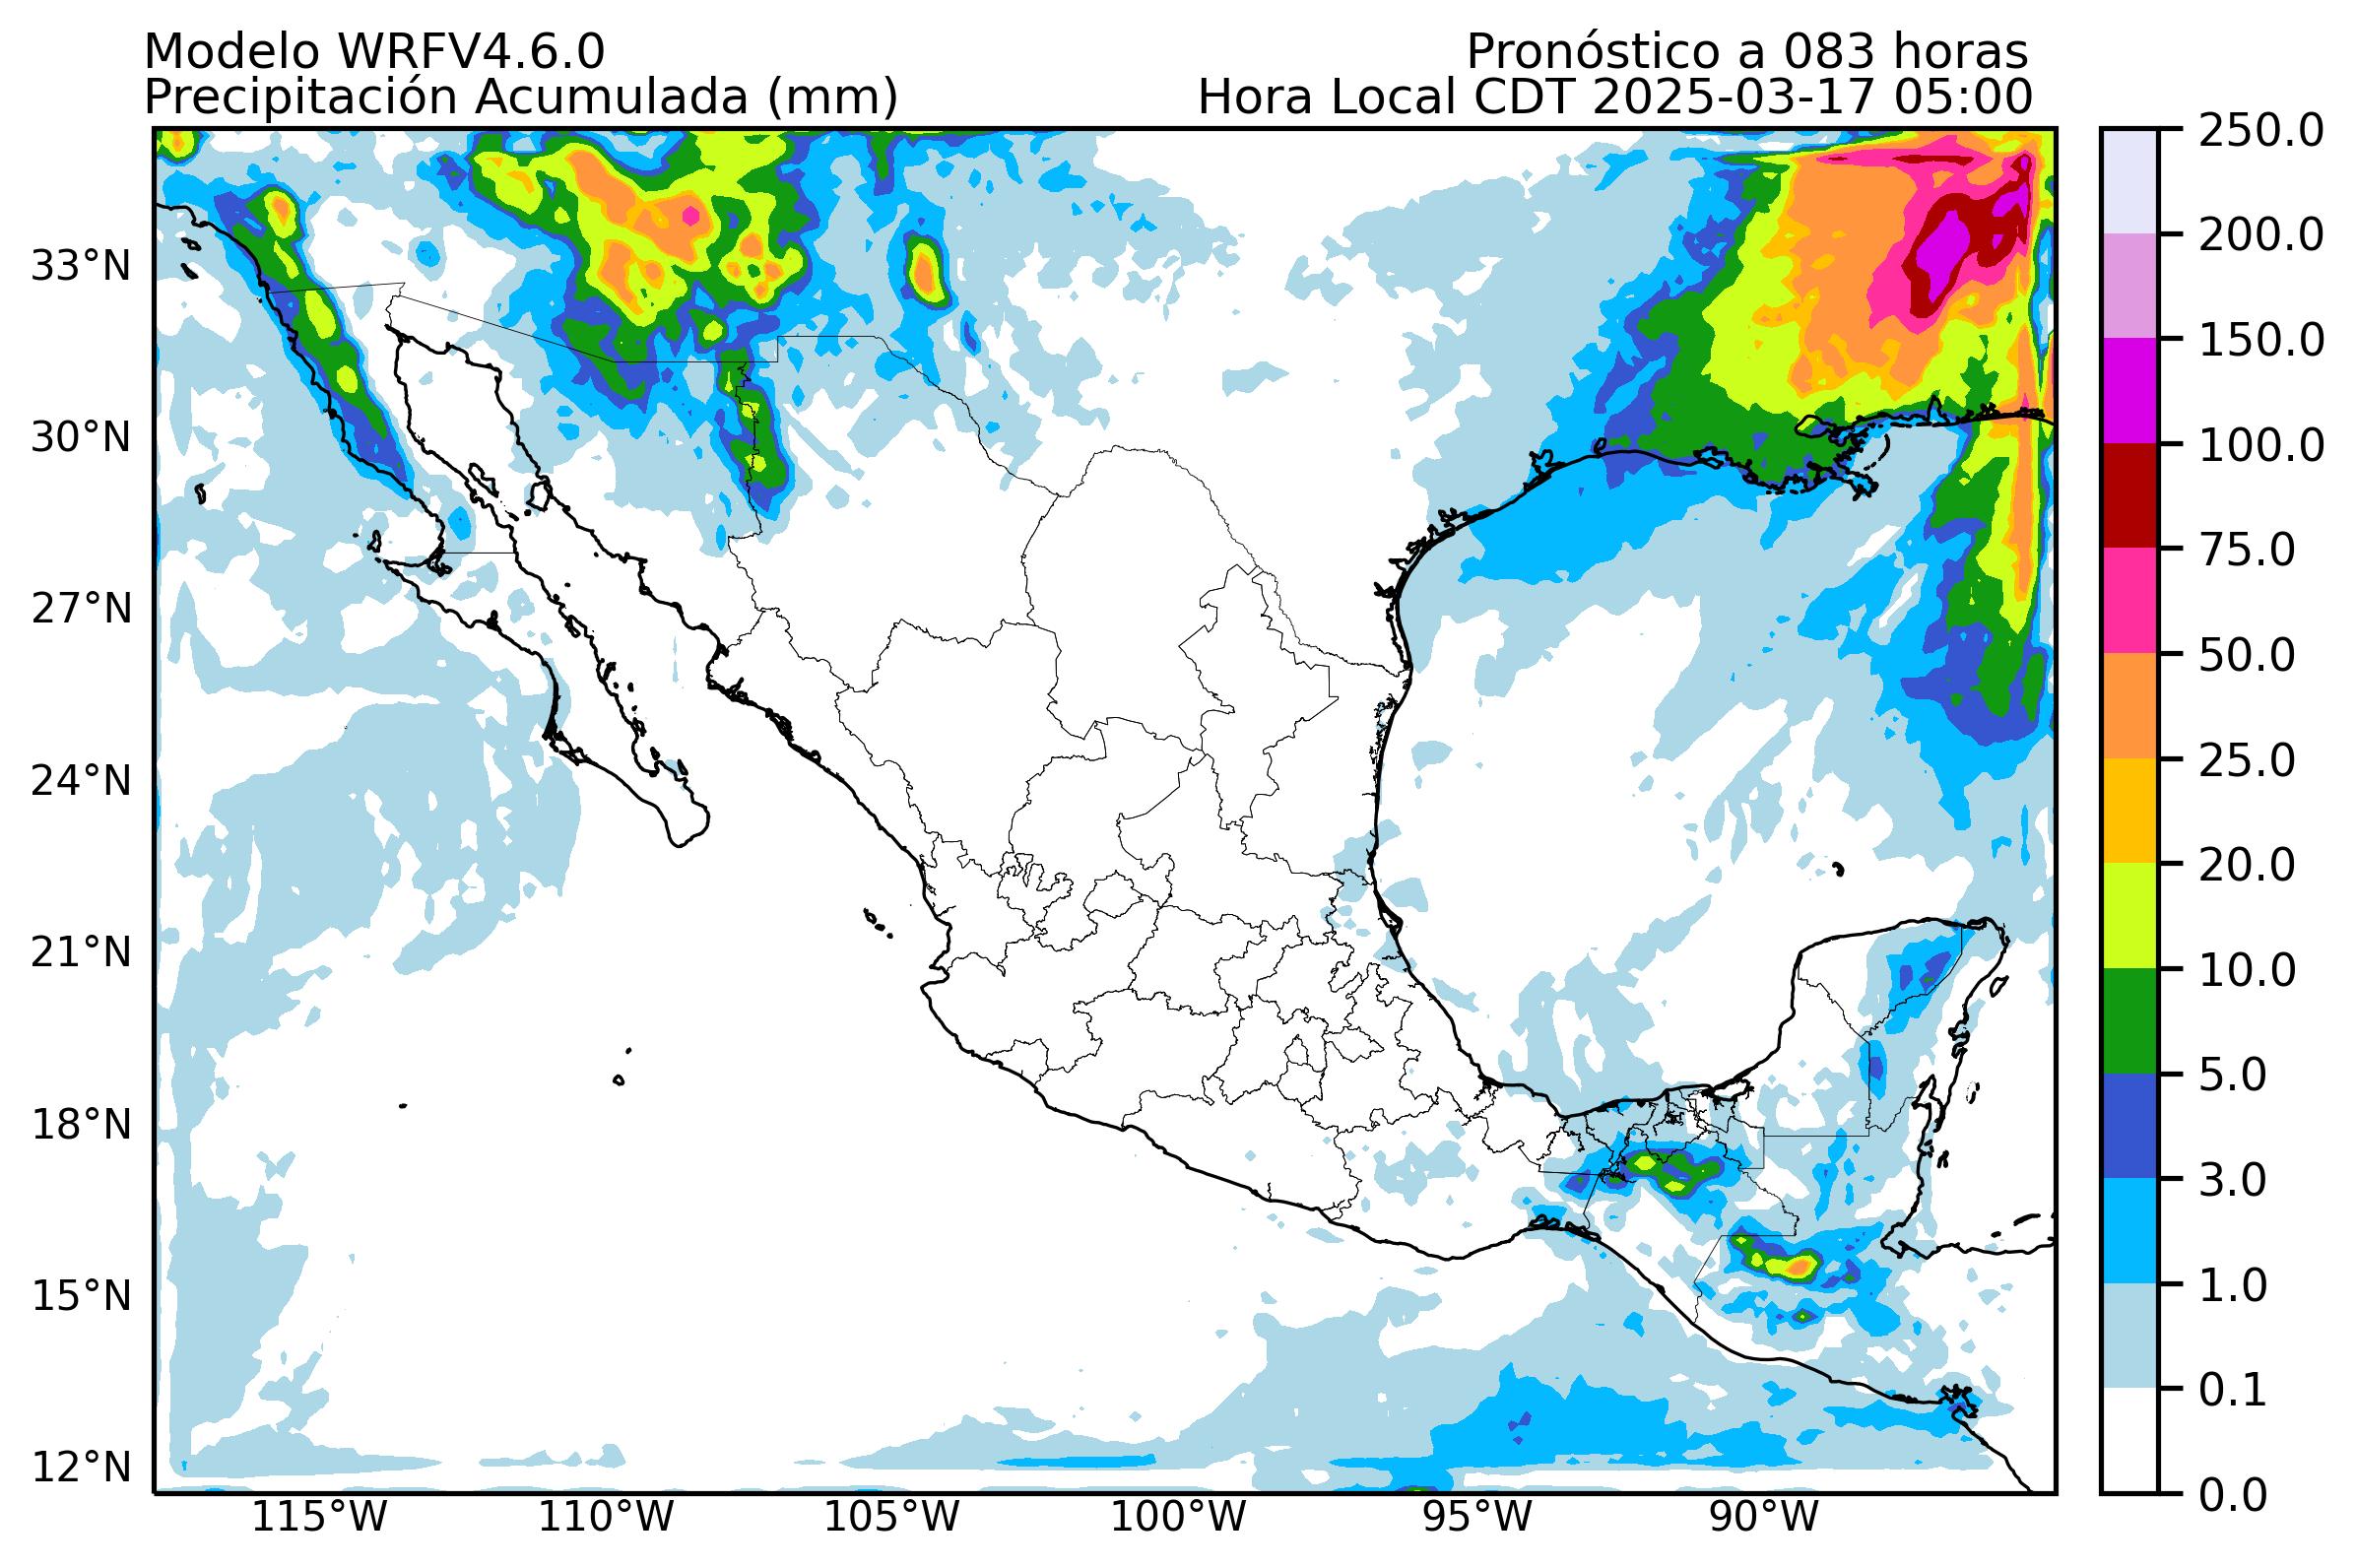 Modelo WRFV4.6.0
Pronóstico a 083 horas
Precipitación Acumulada (mm)
Hora Local CDT 2025-03-17 05:00
33°N
30°N
27°N
24°N
21°N
18°N
15°N
12°N
115°W
110°W
105°W
100°W
95°W
90°W
250.0
200.0
150.0
100.0
75.0
50.0
25.0
20.0
10.0
5.0
3.0
1.0
0.1
0.0